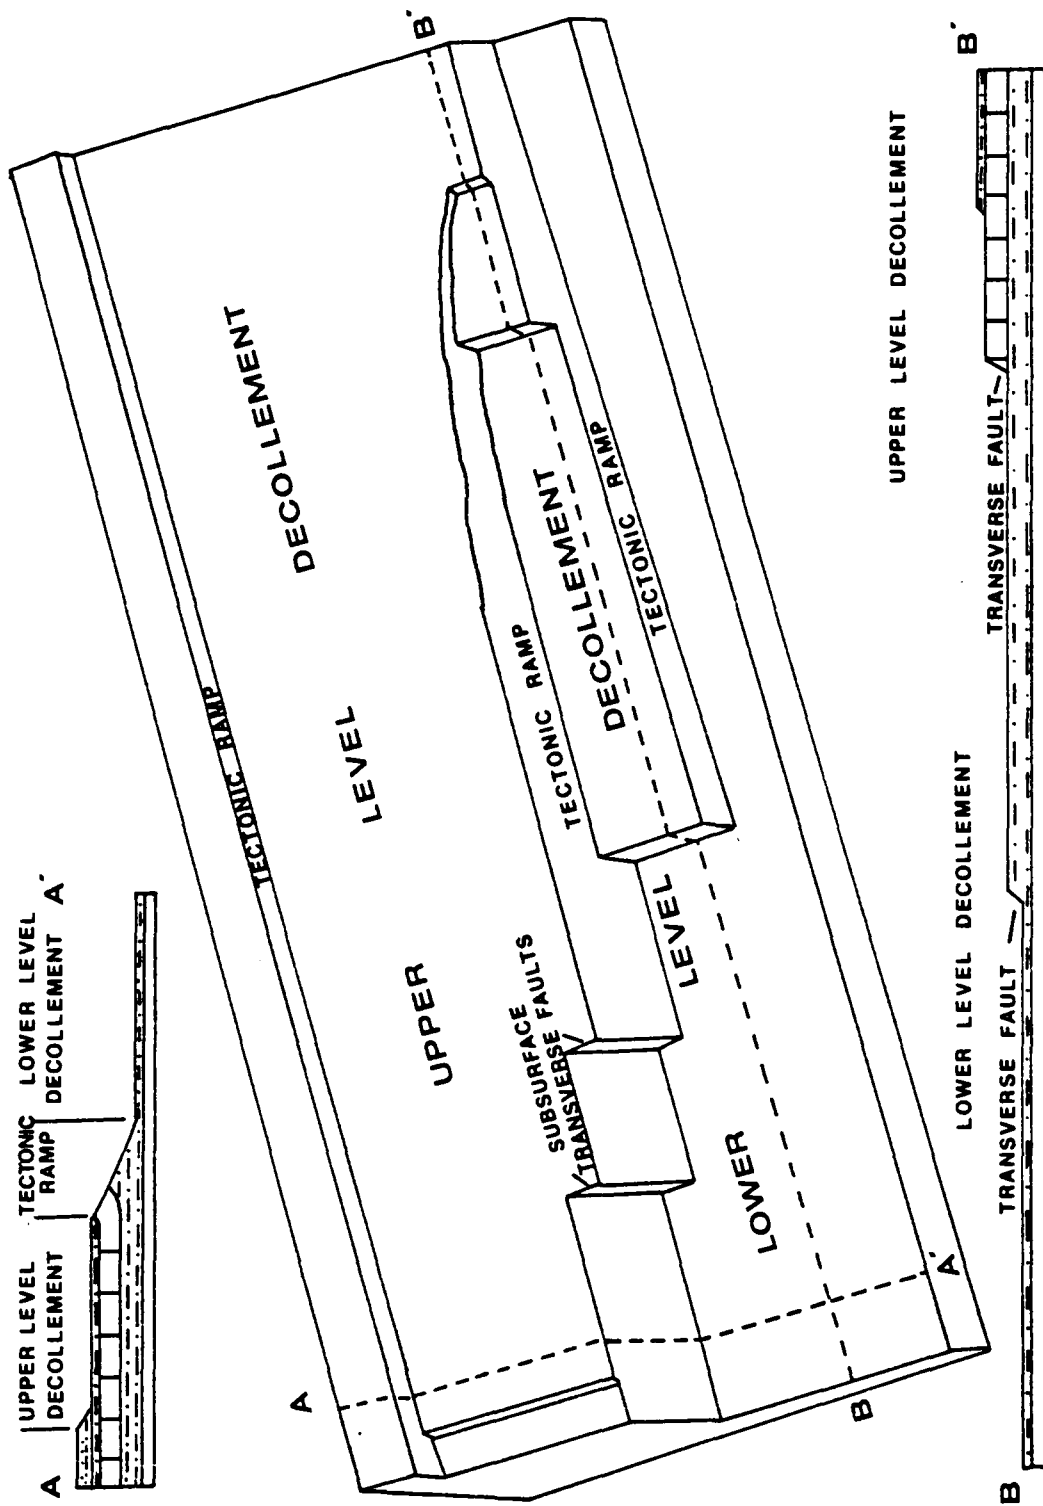 UPPER LEVEL
DECOLLEMENT
TECTONIC
RAMP
LOWER LEVEL
DECOLLEMENT
A
A´
TECTONIC RAMP
UPPER LEVEL DECOLLEMENT
SUBSURFACE
TRANSVERSE FAULTS
TECTONIC RAMP
LOWER LEVEL DECOLLEMENT
TECTONIC RAMP
A
A´
B
B´
LOWER LEVEL DECOLLEMENT
UPPER LEVEL DECOLLEMENT
TRANSVERSE FAULT
TRANSVERSE FAULT
B
B´